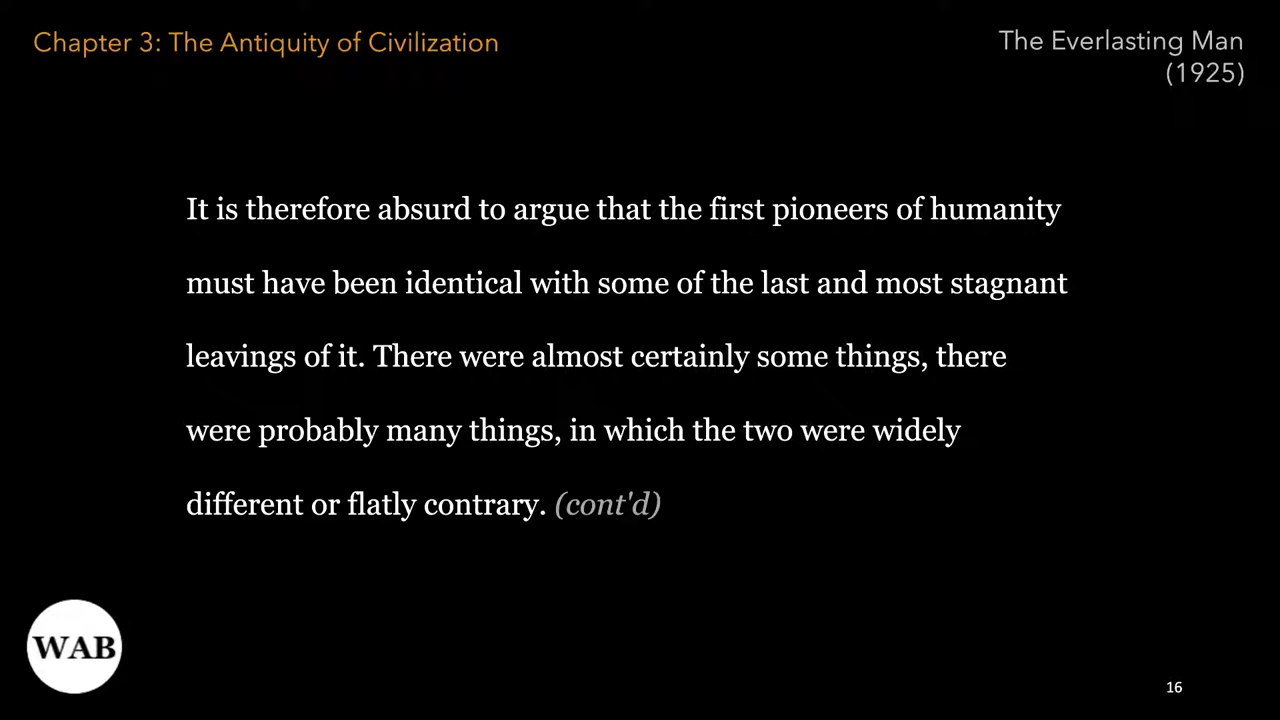 Chapter 3: The Antiquity of Civilization
The Everlasting Man
(1925)
It is therefore absurd to argue that the first pioneers of humanity
must have been identical with some of the last and most stagnant
leavings of it. There were almost certainly some things, there
were probably many things, in which the two were widely
different or flatly contrary. (cont'd)
WAB
16